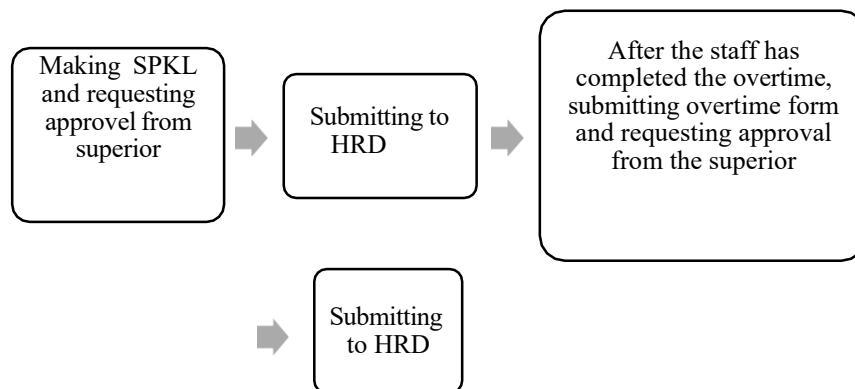 Making SPKL
and requesting
approvel from
superior
Submitting to
HRD
After the staff has
completed the overtime,
submitting overtime form
and requesting approval
from the superior
Submitting
to HRD